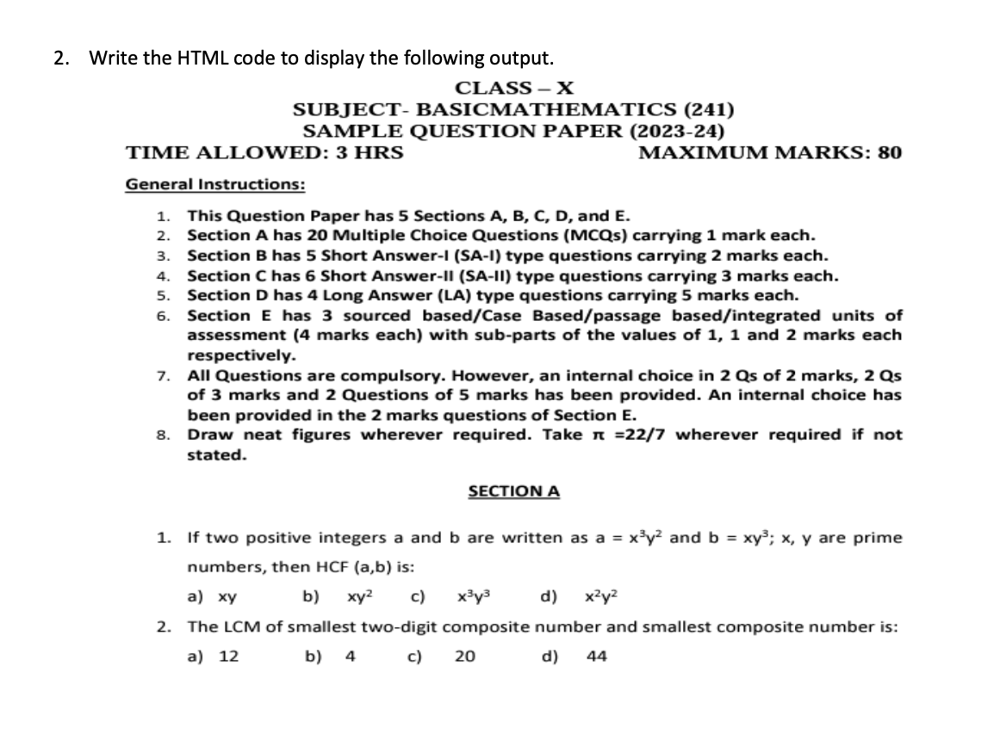 2. Write the HTML code to display the following output.
CLASS – X
SUBJECT- BASICMATHEMATICS (241)
SAMPLE QUESTION PAPER (2023-24)
TIME ALLOWED: 3 HRS MAXIMUM MARKS: 80
General Instructions:
1. This Question Paper has 5 Sections A, B, C, D, and E.
2. Section A has 20 Multiple Choice Questions (MCQs) carrying 1 mark each.
3. Section B has 5 Short Answer-I (SA-I) type questions carrying 2 marks each.
4. Section C has 6 Short Answer-II (SA-II) type questions carrying 3 marks each.
5. Section D has 4 Long Answer (LA) type questions carrying 5 marks each.
6. Section E has 3 sourced based/Case Based/passage based/integrated units of
assessment (4 marks each) with sub-parts of the values of 1, 1 and 2 marks each
respectively.
7. All Questions are compulsory. However, an internal choice in 2 Qs of 2 marks, 2 Qs
of 3 marks and 2 Questions of 5 marks has been provided. An internal choice has
been provided in the 2 marks questions of Section E.
8. Draw neat figures wherever required. Take π =22/7 wherever required if not
stated.
SECTION A
1. If two positive integers a and b are written as a = x³y² and b = xy³; x, y are prime
numbers, then HCF (a,b) is:
a) xy b) xy² c) x³y³ d) x²y²
2. The LCM of smallest two-digit composite number and smallest composite number is:
a) 12 b) 4 c) 20 d) 44